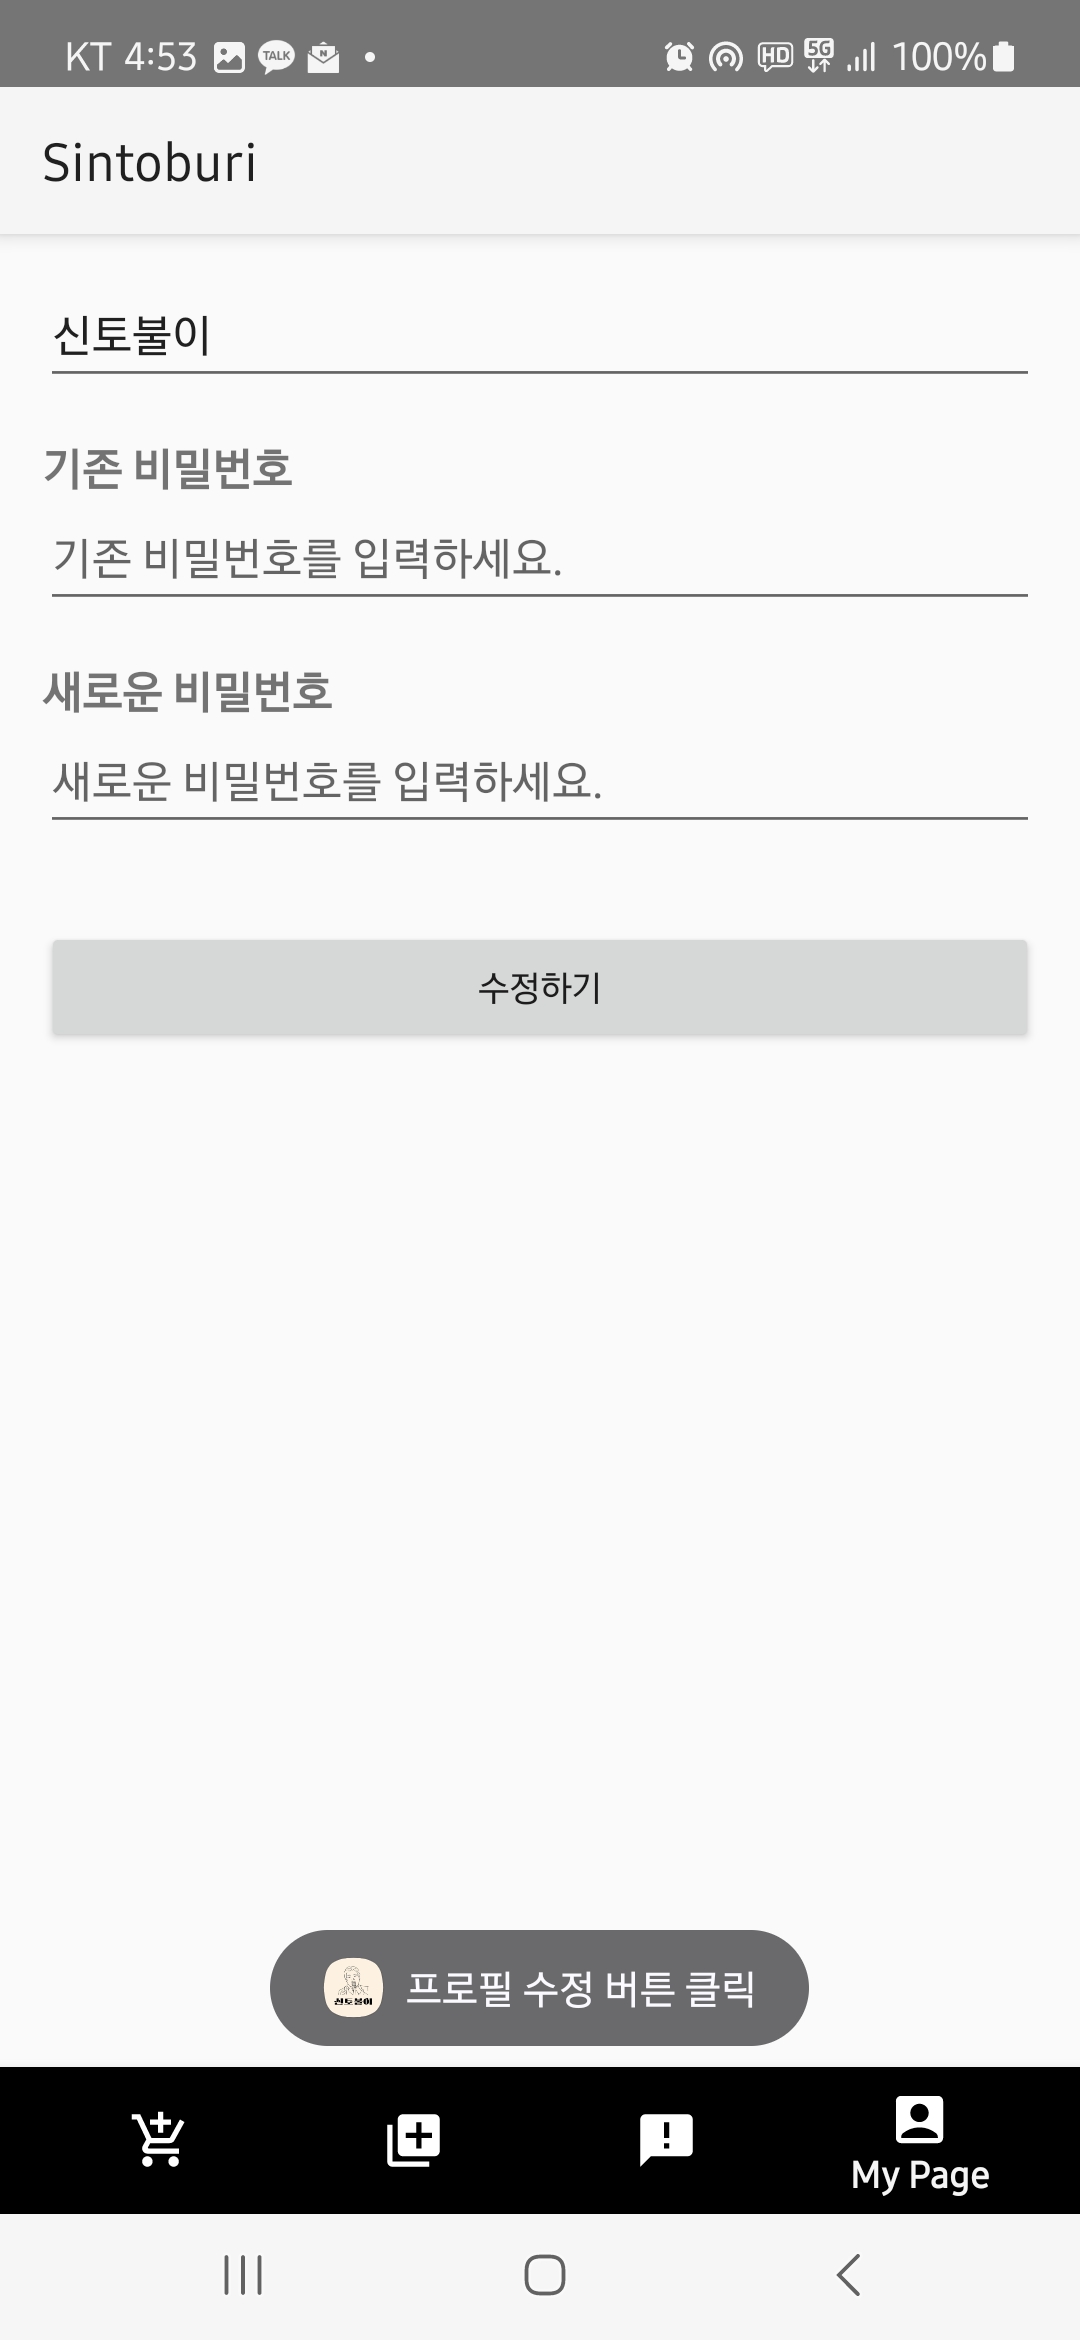 KT 4:53 TALK N HD 5G 100%
Sintoburi
신토불이
기존 비밀번호
기존 비밀번호를 입력하세요.
새로운 비밀번호
새로운 비밀번호를 입력하세요.
수정하기
신토불이 프로필 수정 버튼 클릭
My Page